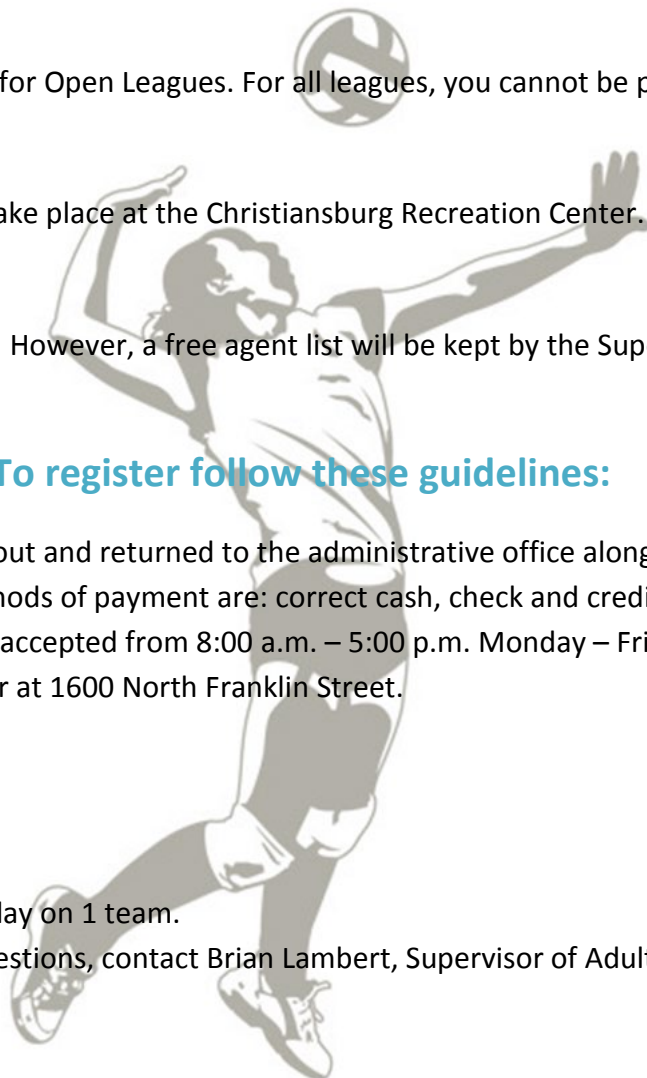 for Open Leagues. For all leagues, you cannot be p
ake place at the Christiansburg Recreation Center.
However, a free agent list will be kept by the Sup
To register follow these guidelines:
out and returned to the administrative office along
hods of payment are: correct cash, check and credi
accepted from 8:00 a.m. – 5:00 p.m. Monday – Fri
r at 1600 North Franklin Street.
lay on 1 team.
estions, contact Brian Lambert, Supervisor of Adult